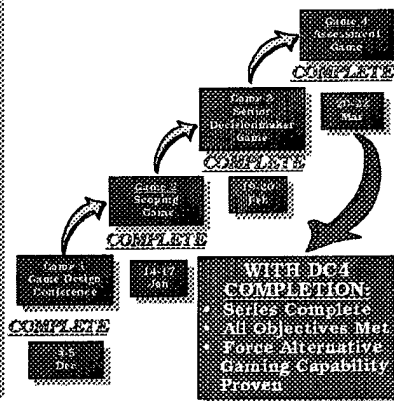 Game 4
Assessment
Game
COMPLETE
Game 3
Game
COMPLETE
Mar
Game 2
Scoping
Game
COMPLETE
Feb
Game 1
Game Design
Conference
COMPLETE
14-17
Jan
4-5
Dec
WITH DC4
COMPLETION:
• Series Complete
• All Objectives Met
• Force Alternative
Gaming Capability
Proven